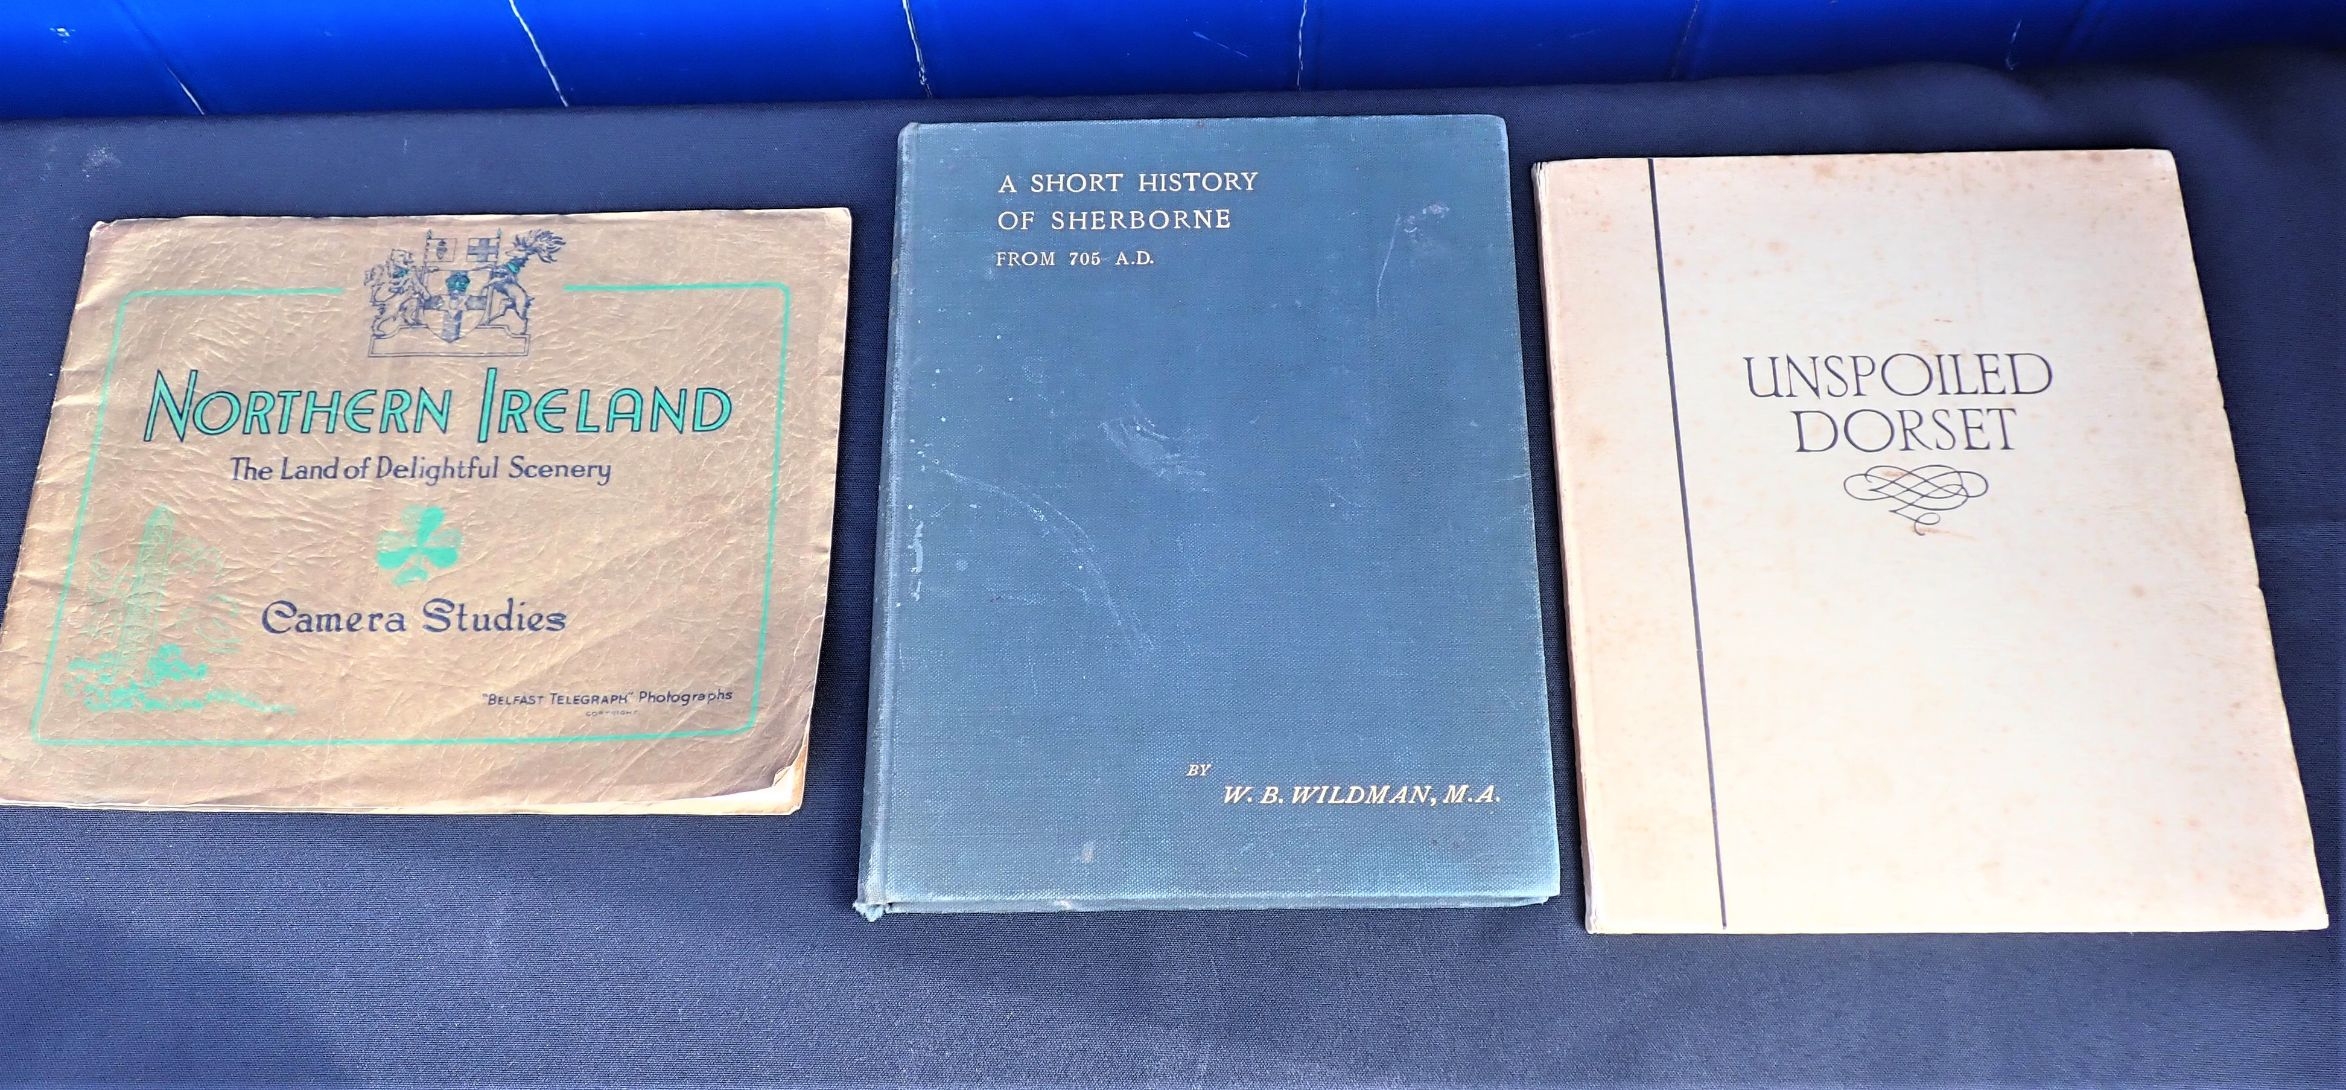 NORTHERN IRELAND
The Land of Delightful Scenery
Camera Studies
"BELFAST TELEGRAPH" Photographs
COPYRIGHT
A SHORT HISTORY
OF SHERBORNE
FROM 705 A.D.
BY
W. B. WILDMAN, M.A.
UNSPOILED
DORSET